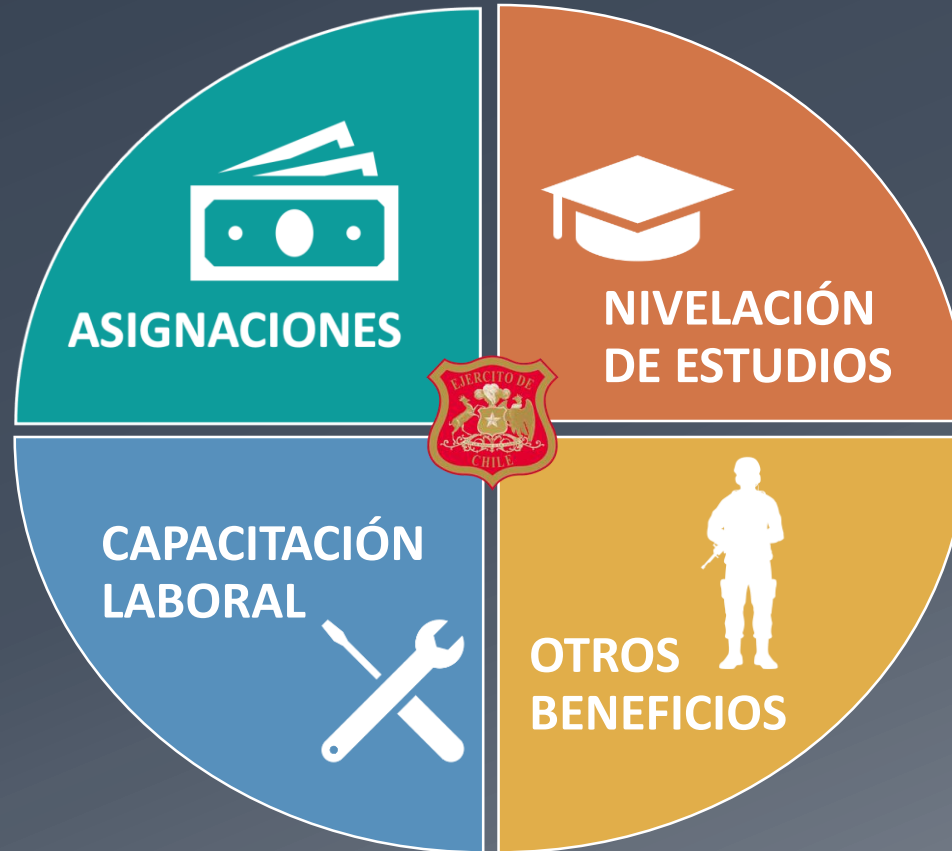 ASIGNACIONES
NIVELACIÓN
DE ESTUDIOS
EJERCITO DE
CHILE
CAPACITACIÓN
LABORAL
OTROS
BENEFICIOS